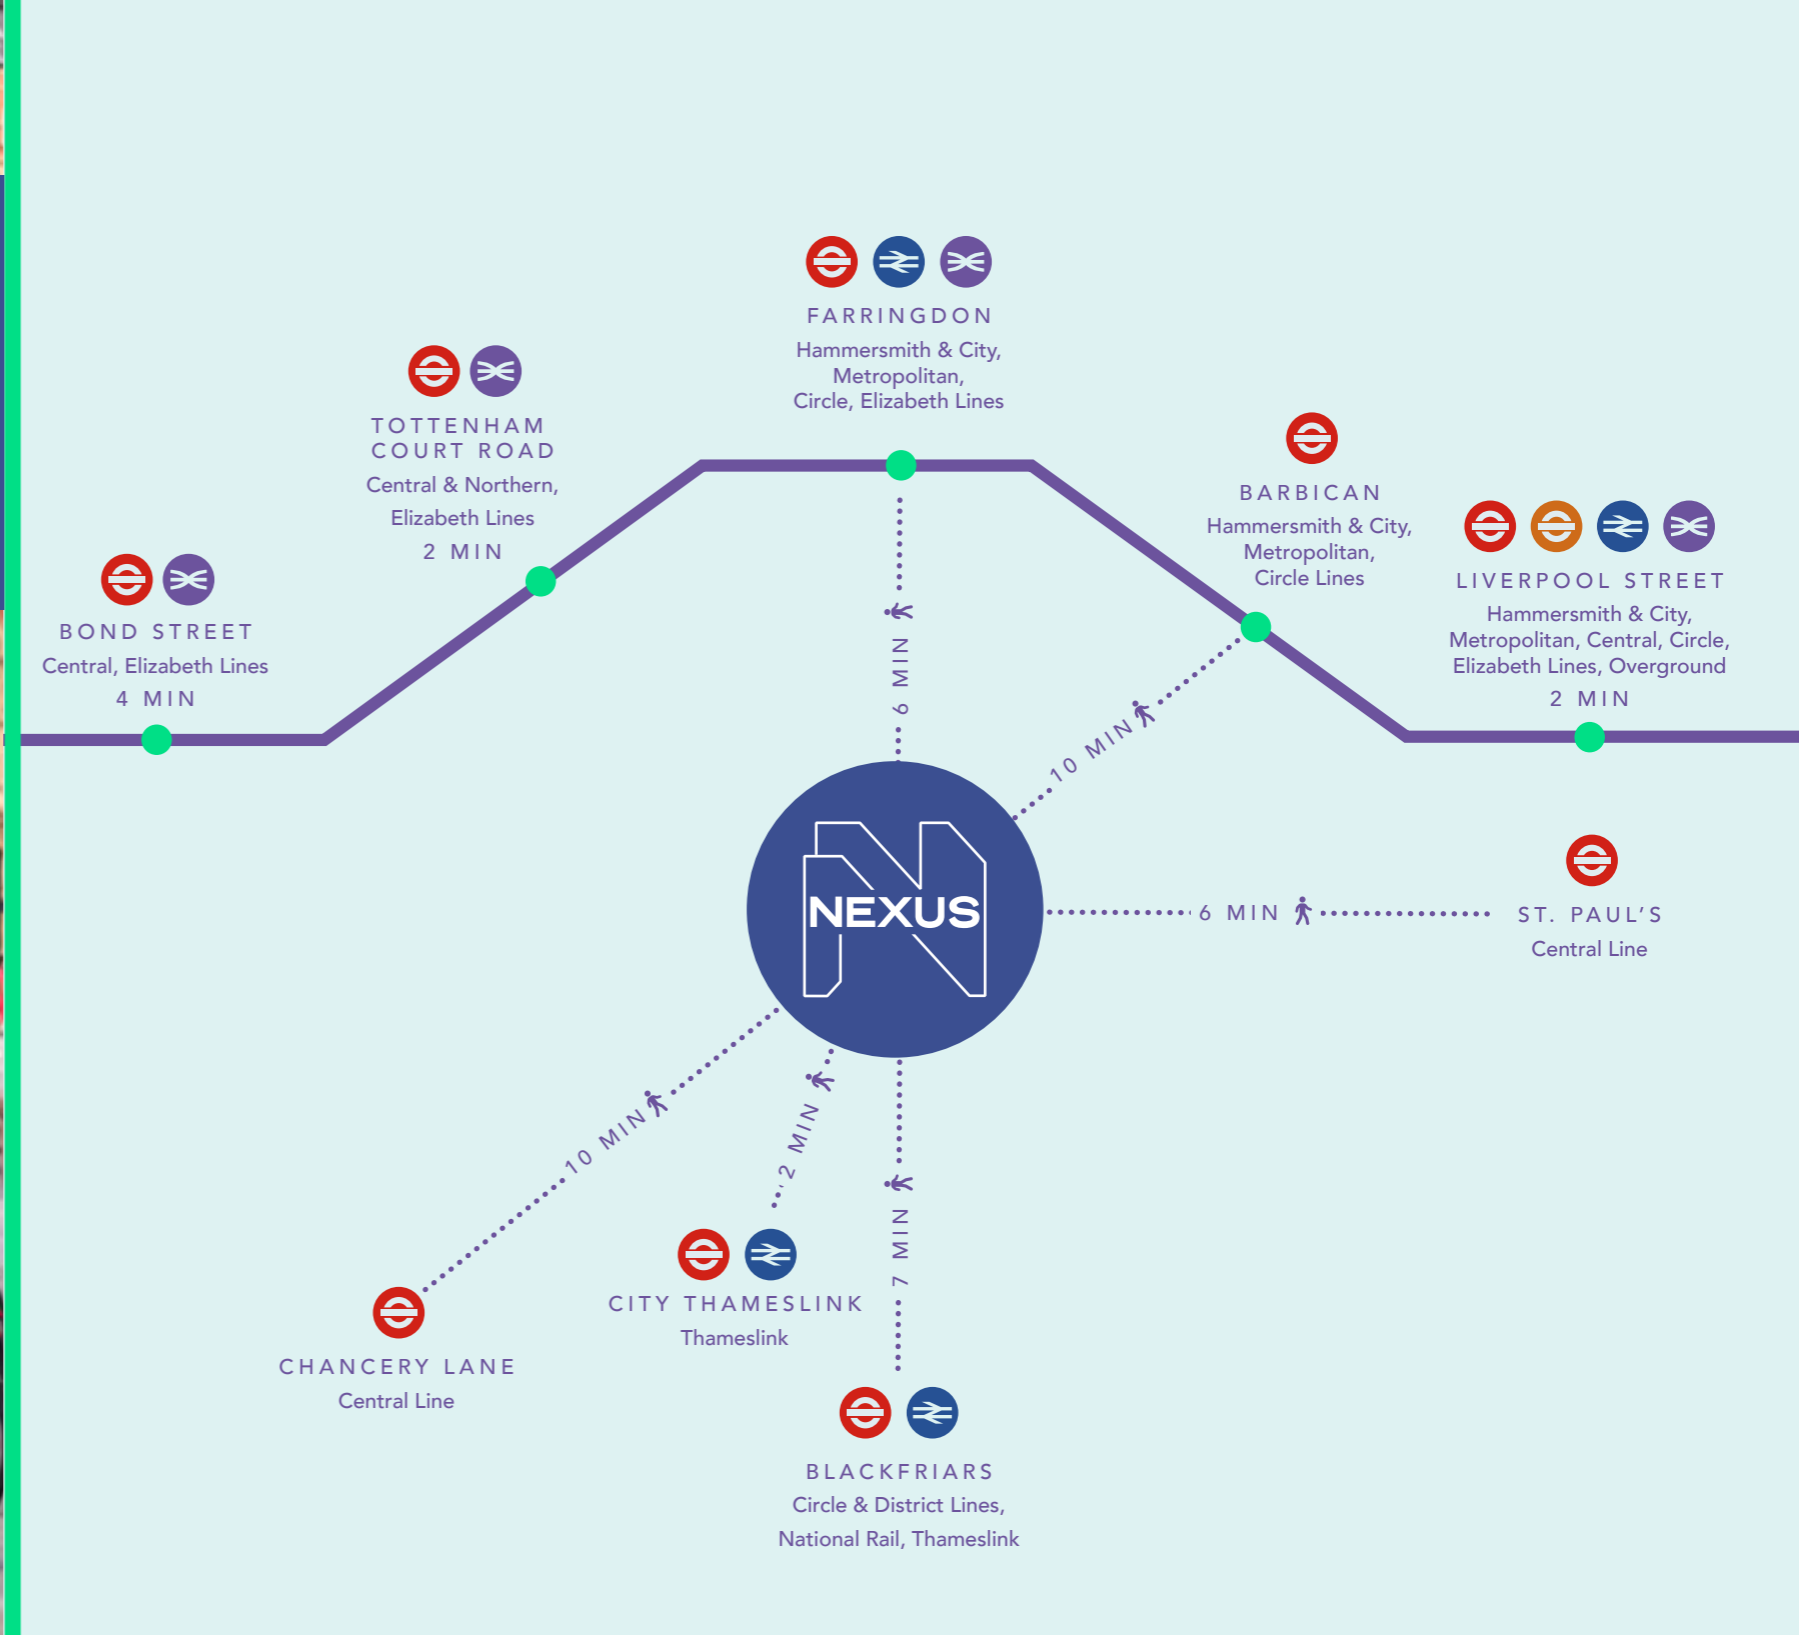 FARRINGDON
Hammersmith & City,
Metropolitan,
Circle, Elizabeth Lines
TOTTENHAM
COURT ROAD
Central & Northern,
Elizabeth Lines
2 MIN
BARBICAN
Hammersmith & City,
Metropolitan,
Circle Lines
LIVERPOOL STREET
Hammersmith & City,
Metropolitan, Central, Circle,
Elizabeth Lines, Overground
2 MIN
BOND STREET
Central, Elizabeth Lines
4 MIN
6 MIN
10 MIN
NEXUS
6 MIN
ST. PAUL'S
Central Line
10 MIN
2 MIN
7 MIN
CITY THAMESLINK
Thameslink
CHANCERY LANE
Central Line
BLACKFRIARS
Circle & District Lines,
National Rail, Thameslink